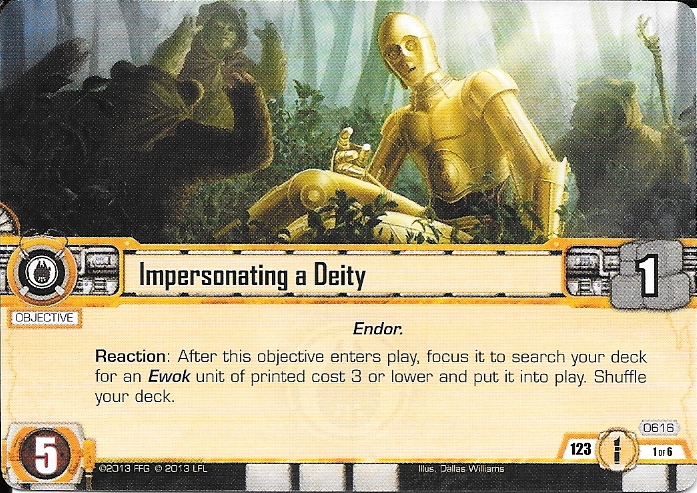 Impersonating a Deity
1
OBJECTIVE
Endor.
Reaction: After this objective enters play, focus it to search your deck
for an Ewok unit of printed cost 3 or lower and put it into play. Shuffle
your deck.
5
0616
123
1 OF 6
©2013 FFG © 2013 LFL
Illus. Dallas Williams